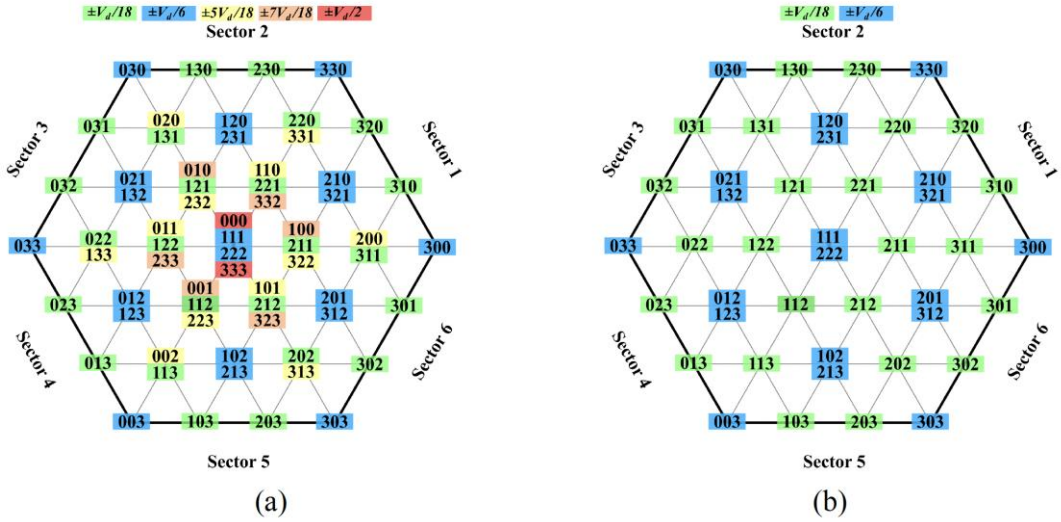 ±V_d/18 ±V_d/6 ±5V_d/18 ±7V_d/18 ±V_d/2
Sector 2
030 130 230 330
020 120 220
031 131 231 331 320
Sector 3
Sector 1
010 110
021 121 221 210
032 132 232 332 321 310
000
011 111 100
033 022 122 222 211 200 300
133 233 333 322 311
001 101
012 112 212 201
023 123 223 323 312 301
002 102 202
013 113 213 313 302
Sector 4
Sector 6
003 103 203 303
Sector 5
(a)
±V_d/18 ±V_d/6
Sector 2
030 130 230 330
120
031 131 231 220 320
Sector 3
Sector 1
021 210
032 132 121 221 321 310
111
033 022 122 222 211 311 300
012 201
023 123 112 212 312 301
102
013 113 213 202 302
Sector 4
Sector 6
003 103 203 303
Sector 5
(b)